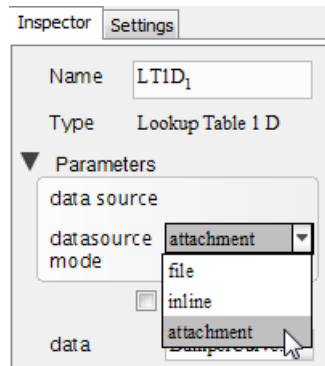 Inspector Settings
Name LT1D1
Type Lookup Table 1 D
Parameters
data source
datasource mode attachment
file
inline
attachment
data